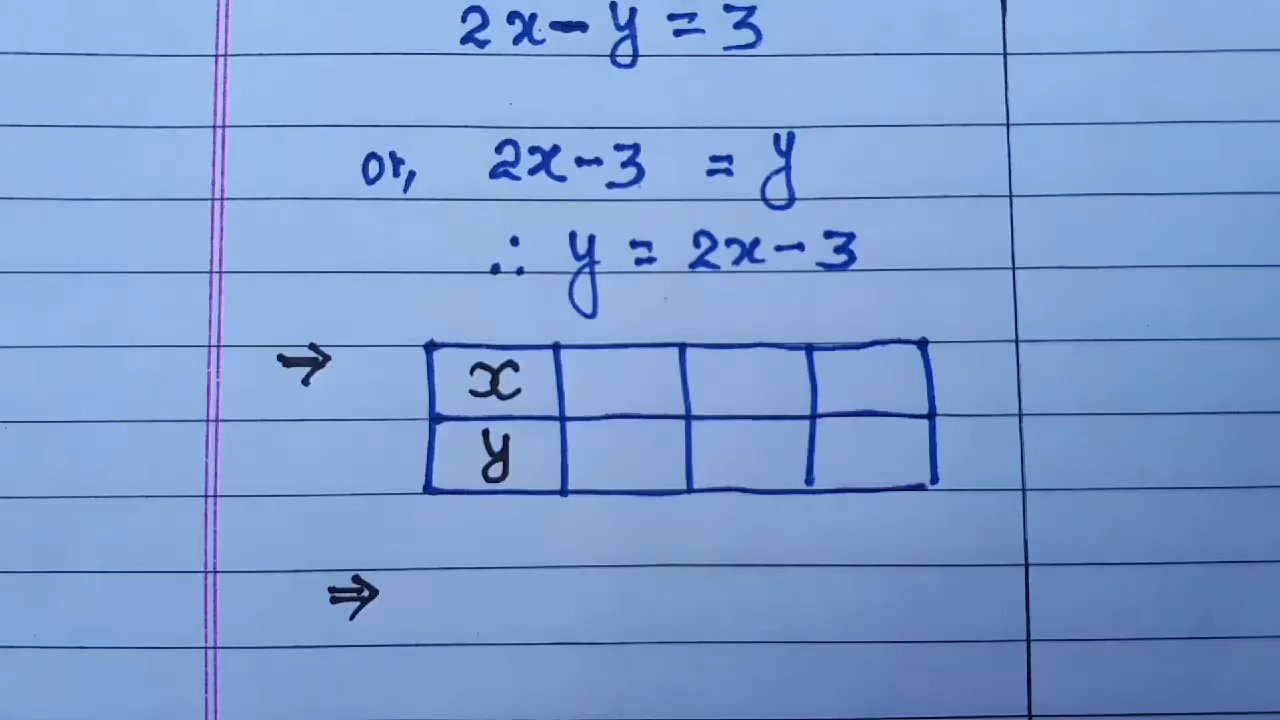 2x - y = 3
or, 2x - 3 = y
∴ y = 2x - 3
→ x
y
⇒